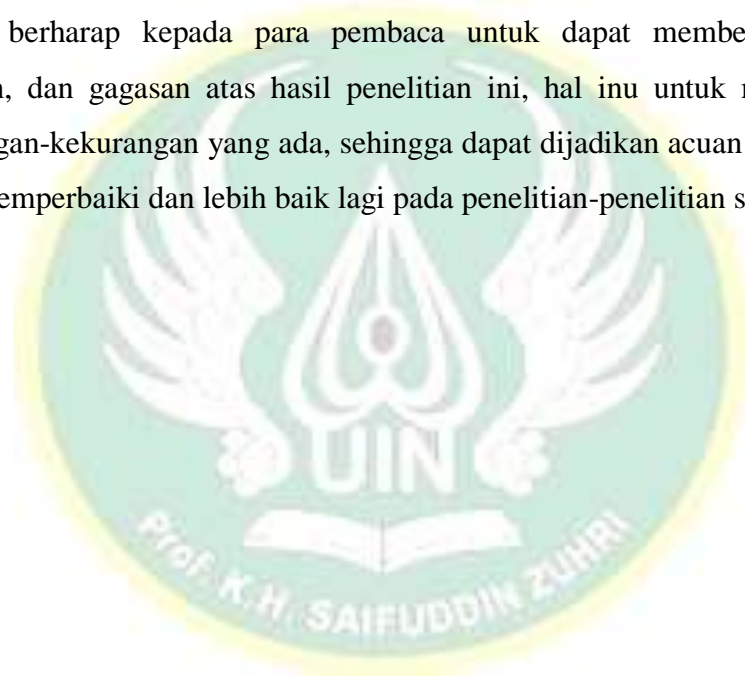 berharap kepada para pembaca untuk dapat membe
, dan gagasan atas hasil penelitian ini, hal inu untuk
gan-kekurangan yang ada, sehingga dapat dijadikan acuan
emperbaiki dan lebih baik lagi pada penelitian-penelitian s
UIN
Prof. K.H. SAIFUDDIN ZUHRI